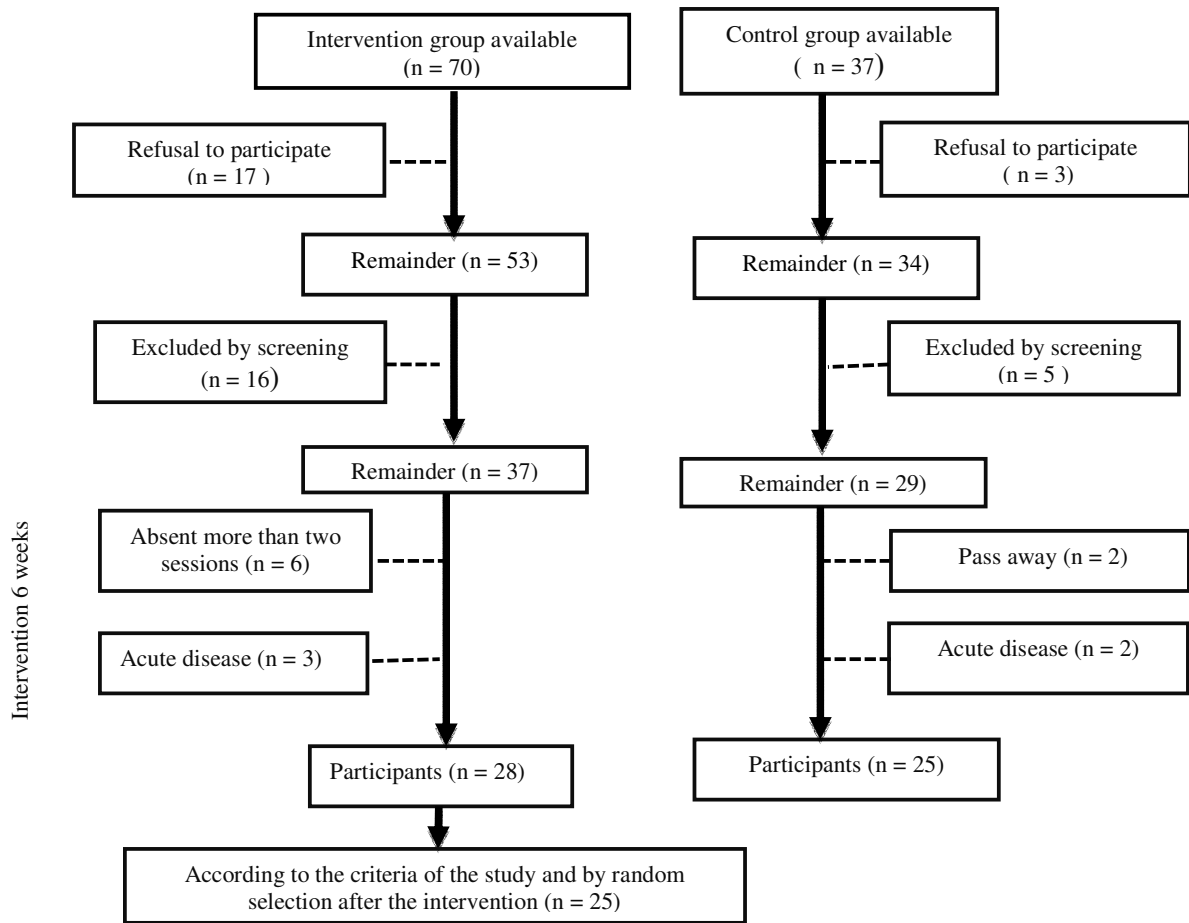 Intervention group available
(n = 70)
Control group available
( n = 37)
Refusal to participate
(n = 17 )
Refusal to participate
( n = 3)
Remainder (n = 53)
Remainder (n = 34)
Excluded by screening
(n = 16)
Excluded by screening
(n = 5 )
Remainder (n = 37)
Remainder (n = 29)
Intervention 6 weeks
Absent more than two
sessions (n = 6)
Pass away (n = 2)
Acute disease (n = 3)
Acute disease (n = 2)
Participants (n = 28)
Participants (n = 25)
According to the criteria of the study and by random
selection after the intervention (n = 25)